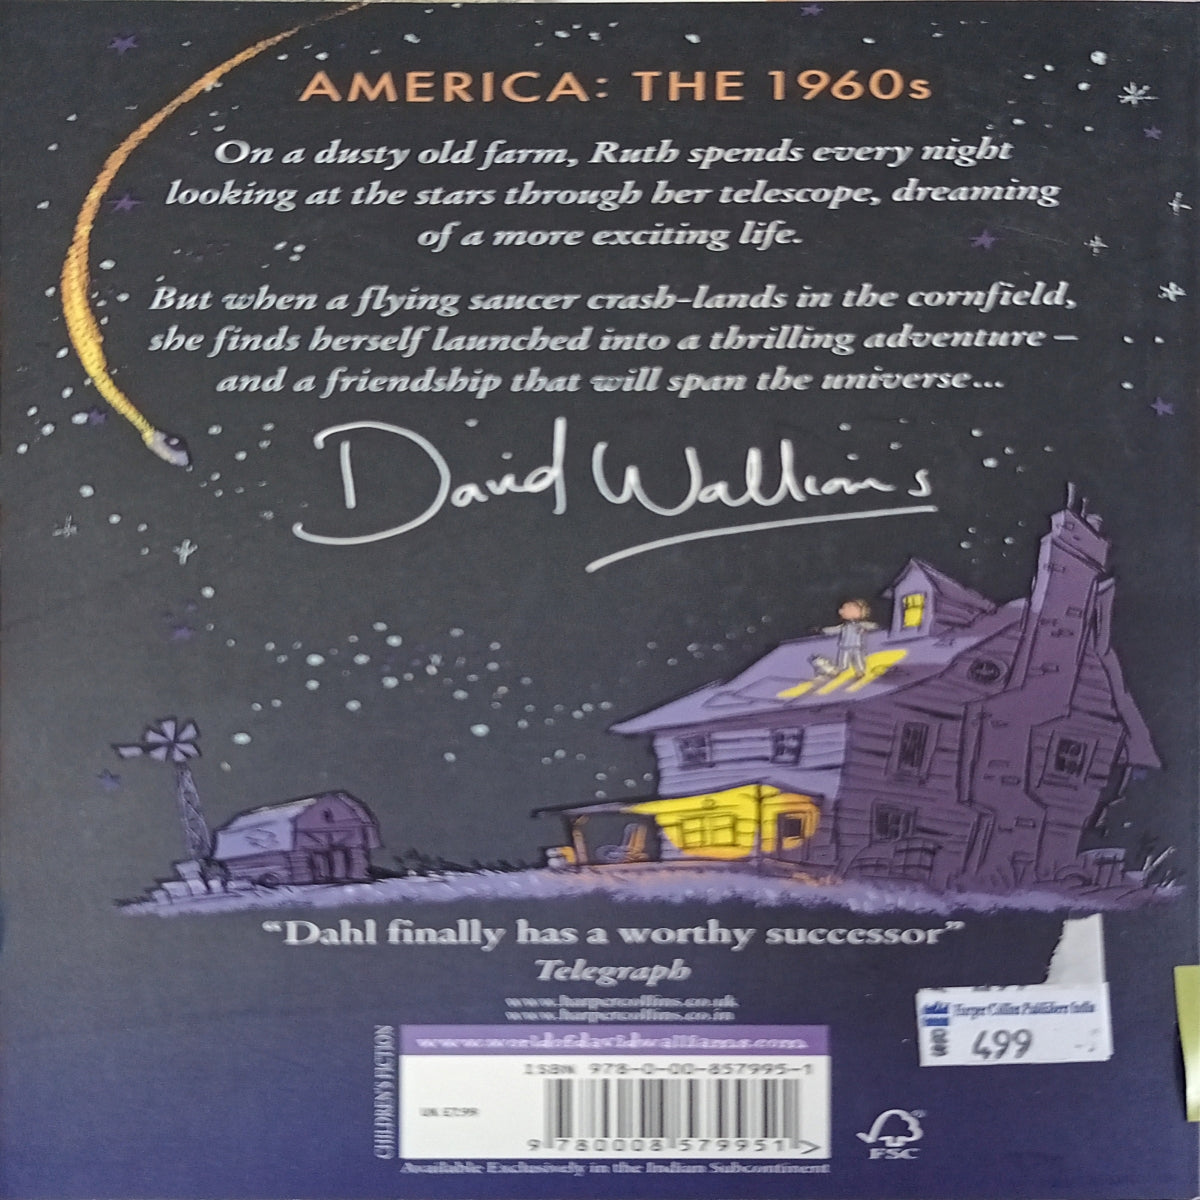 AMERICA: THE 1960s
On a dusty old farm, Ruth spends every night
looking at the stars through her telescope, dreaming
of a more exciting life.
But when a flying saucer crash-lands in the cornfield,
she finds herself launched into a thrilling adventure –
and a friendship that will span the universe...
David Walliams
“Dahl finally has a worthy successor”
Telegraph
www.harpercollins.co.uk
www.harpercollins.co.in
www.worldofdavidwalliams.com
CHILDREN'S FICTION
ISBN 978-0-00-857995-1
UK £7.99
9 780008 579951 >
Available Exclusively in the Indian Subcontinent
Harper Collins Publishers India
499
FSC